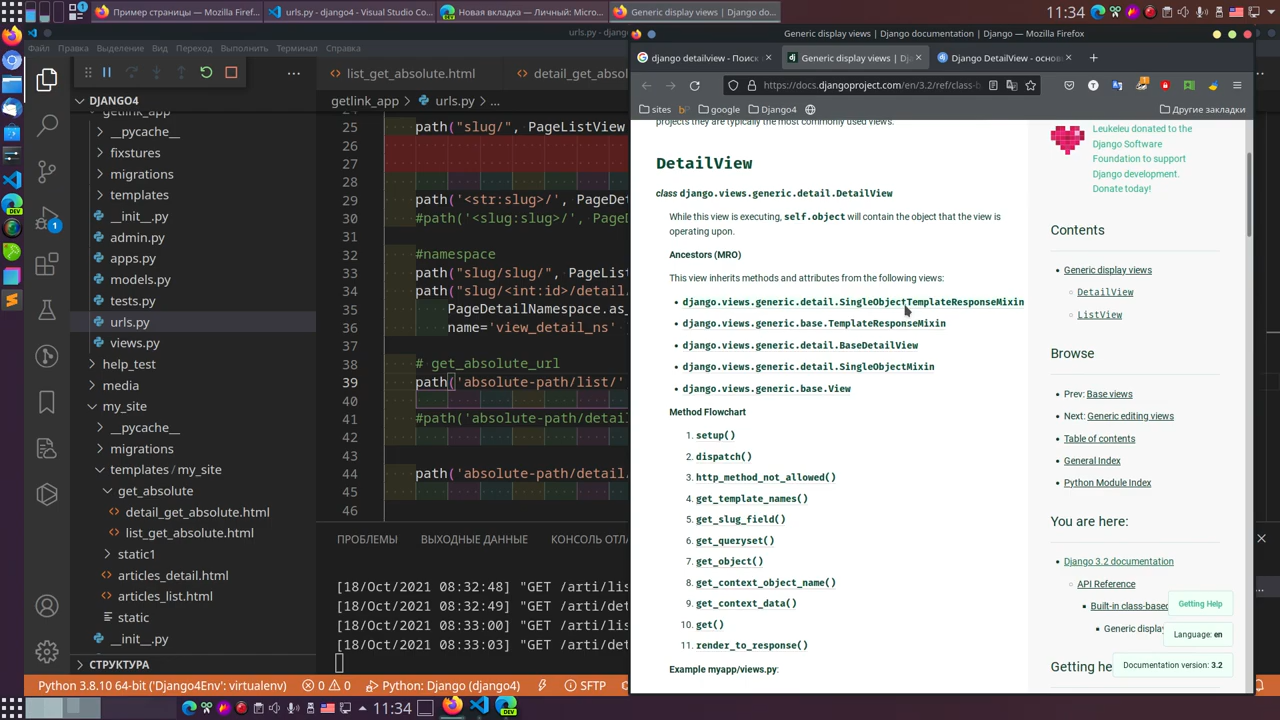 11:34
Пример страницы — Mozilla Firef...
urls.py - django4 - Visual Studio Co...
Новая вкладка — Личный: Micro...
Generic display views | Django do...
11:34
urls.py
Файл Правка Выделение Вид Переход Выполнить Терминал Справка
list_get_absolute.html
detail_get_abso
DJANGO4
getlink_app
__pycache__
fixstures
migrations
templates
__init__.py
admin.py
apps.py
models.py
tests.py
urls.py
views.py
help_test
media
my_site
__pycache__
migrations
templates / my_site
get_absolute
detail_get_absolute.html
list_get_absolute.html
static1
articles_detail.html
articles_list.html
static
__init__.py
СТРУКТУРА
getlink_app > urls.py > ...
25 path("slug/", PageListView
26
27
28
29 path('<str:slug>/', PageDe
30 #path('<slug:slug>/', PageD
31
32 #namespace
33 path("slug/slug/", PageList
34 path("slug/<int:id>/detail.
35 PageDetailNamespace.as_
36 name='view_detail_ns'
37
38 # get_absolute_url
39 path('absolute-path/list/'
40
41 #path('absolute-path/detail
42
43
44 path('absolute-path/detail.
45
46
ПРОБЛЕМЫ ВЫХОДНЫЕ ДАННЫЕ КОНСОЛЬ ОТЛ
[18/Oct/2021 08:32:48] "GET /arti/lis
[18/Oct/2021 08:32:49] "GET /arti/det
[18/Oct/2021 08:33:00] "GET /arti/lis
[18/Oct/2021 08:33:03] "GET /arti/det
Python 3.8.10 64-bit ('Django4Env': virtualenv) 0 0 Python: Django (django4) SFTP
Generic display views | Django documentation | Django — Mozilla Firefox
django detailview - Поиск
Generic display views | Dja
Django DetailView - основ
https://docs.djangoproject.com/en/3.2/ref/class-b
sites
google
Django4
Другие закладки
projects they are typically the most commonly used views.
DetailView
class django.views.generic.detail.DetailView
While this view is executing, self.object will contain the object that the view is
operating upon.
Ancestors (MRO)
This view inherits methods and attributes from the following views:
• django.views.generic.detail.SingleObjectTemplateResponseMixin
• django.views.generic.base.TemplateResponseMixin
• django.views.generic.detail.BaseDetailView
• django.views.generic.detail.SingleObjectMixin
• django.views.generic.base.View
Method Flowchart
1. setup()
2. dispatch()
3. http_method_not_allowed()
4. get_template_names()
5. get_slug_field()
6. get_queryset()
7. get_object()
8. get_context_object_name()
9. get_context_data()
10. get()
11. render_to_response()
Example myapp/views.py:
Leukeleu donated to the
Django Software
Foundation to support
Django development.
Donate today!
Contents
• Generic display views
DetailView
ListView
Browse
• Prev: Base views
• Next: Generic editing views
• Table of contents
• General Index
• Python Module Index
You are here:
• Django 3.2 documentation
API Reference
Built-in class-based
Generic display
Getting he
Getting Help
Language: en
Documentation version: 3.2
11:34